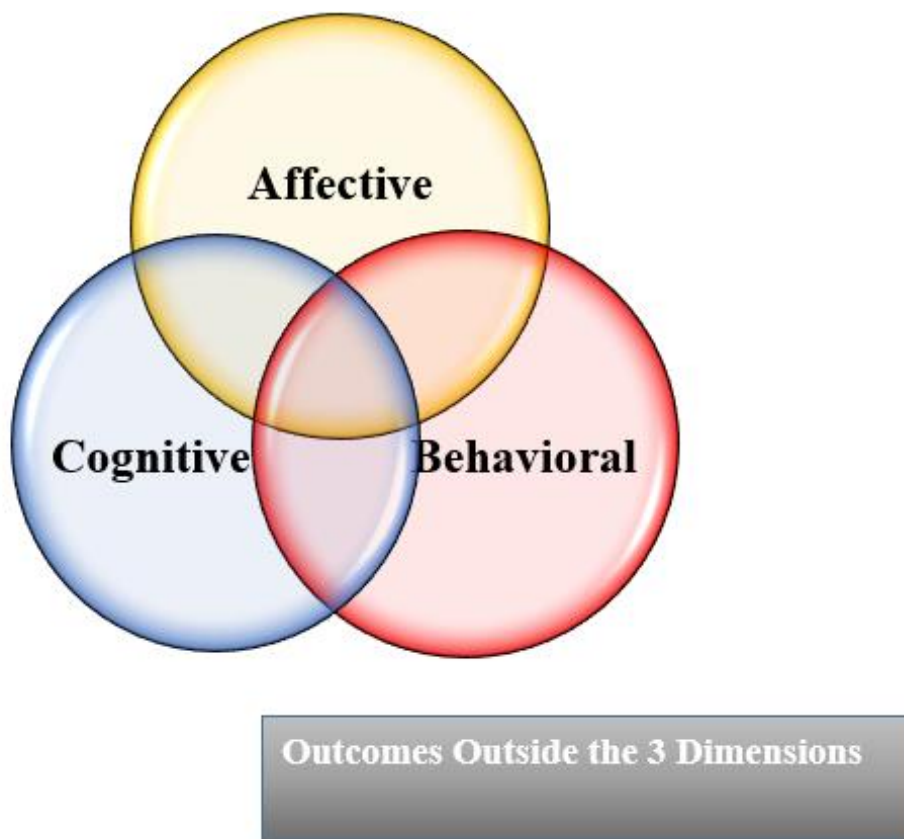 Affective
Cognitive
Behavioral
Outcomes Outside the 3 Dimensions